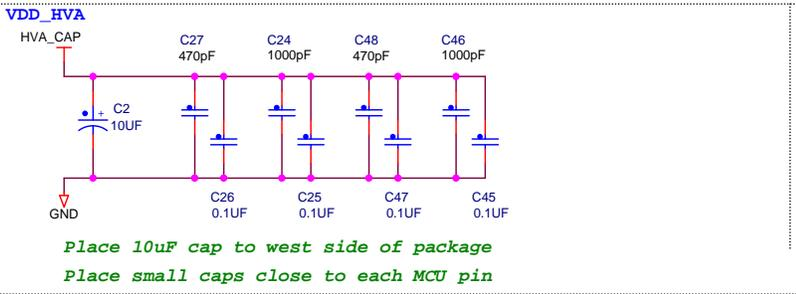 VDD_HVA
HVA_CAP
C27
470pF
C24
1000pF
C48
470pF
C46
1000pF
+
C2
10UF
C26
0.1UF
C25
0.1UF
C47
0.1UF
C45
0.1UF
GND
Place 10uF cap to west side of package
Place small caps close to each MCU pin